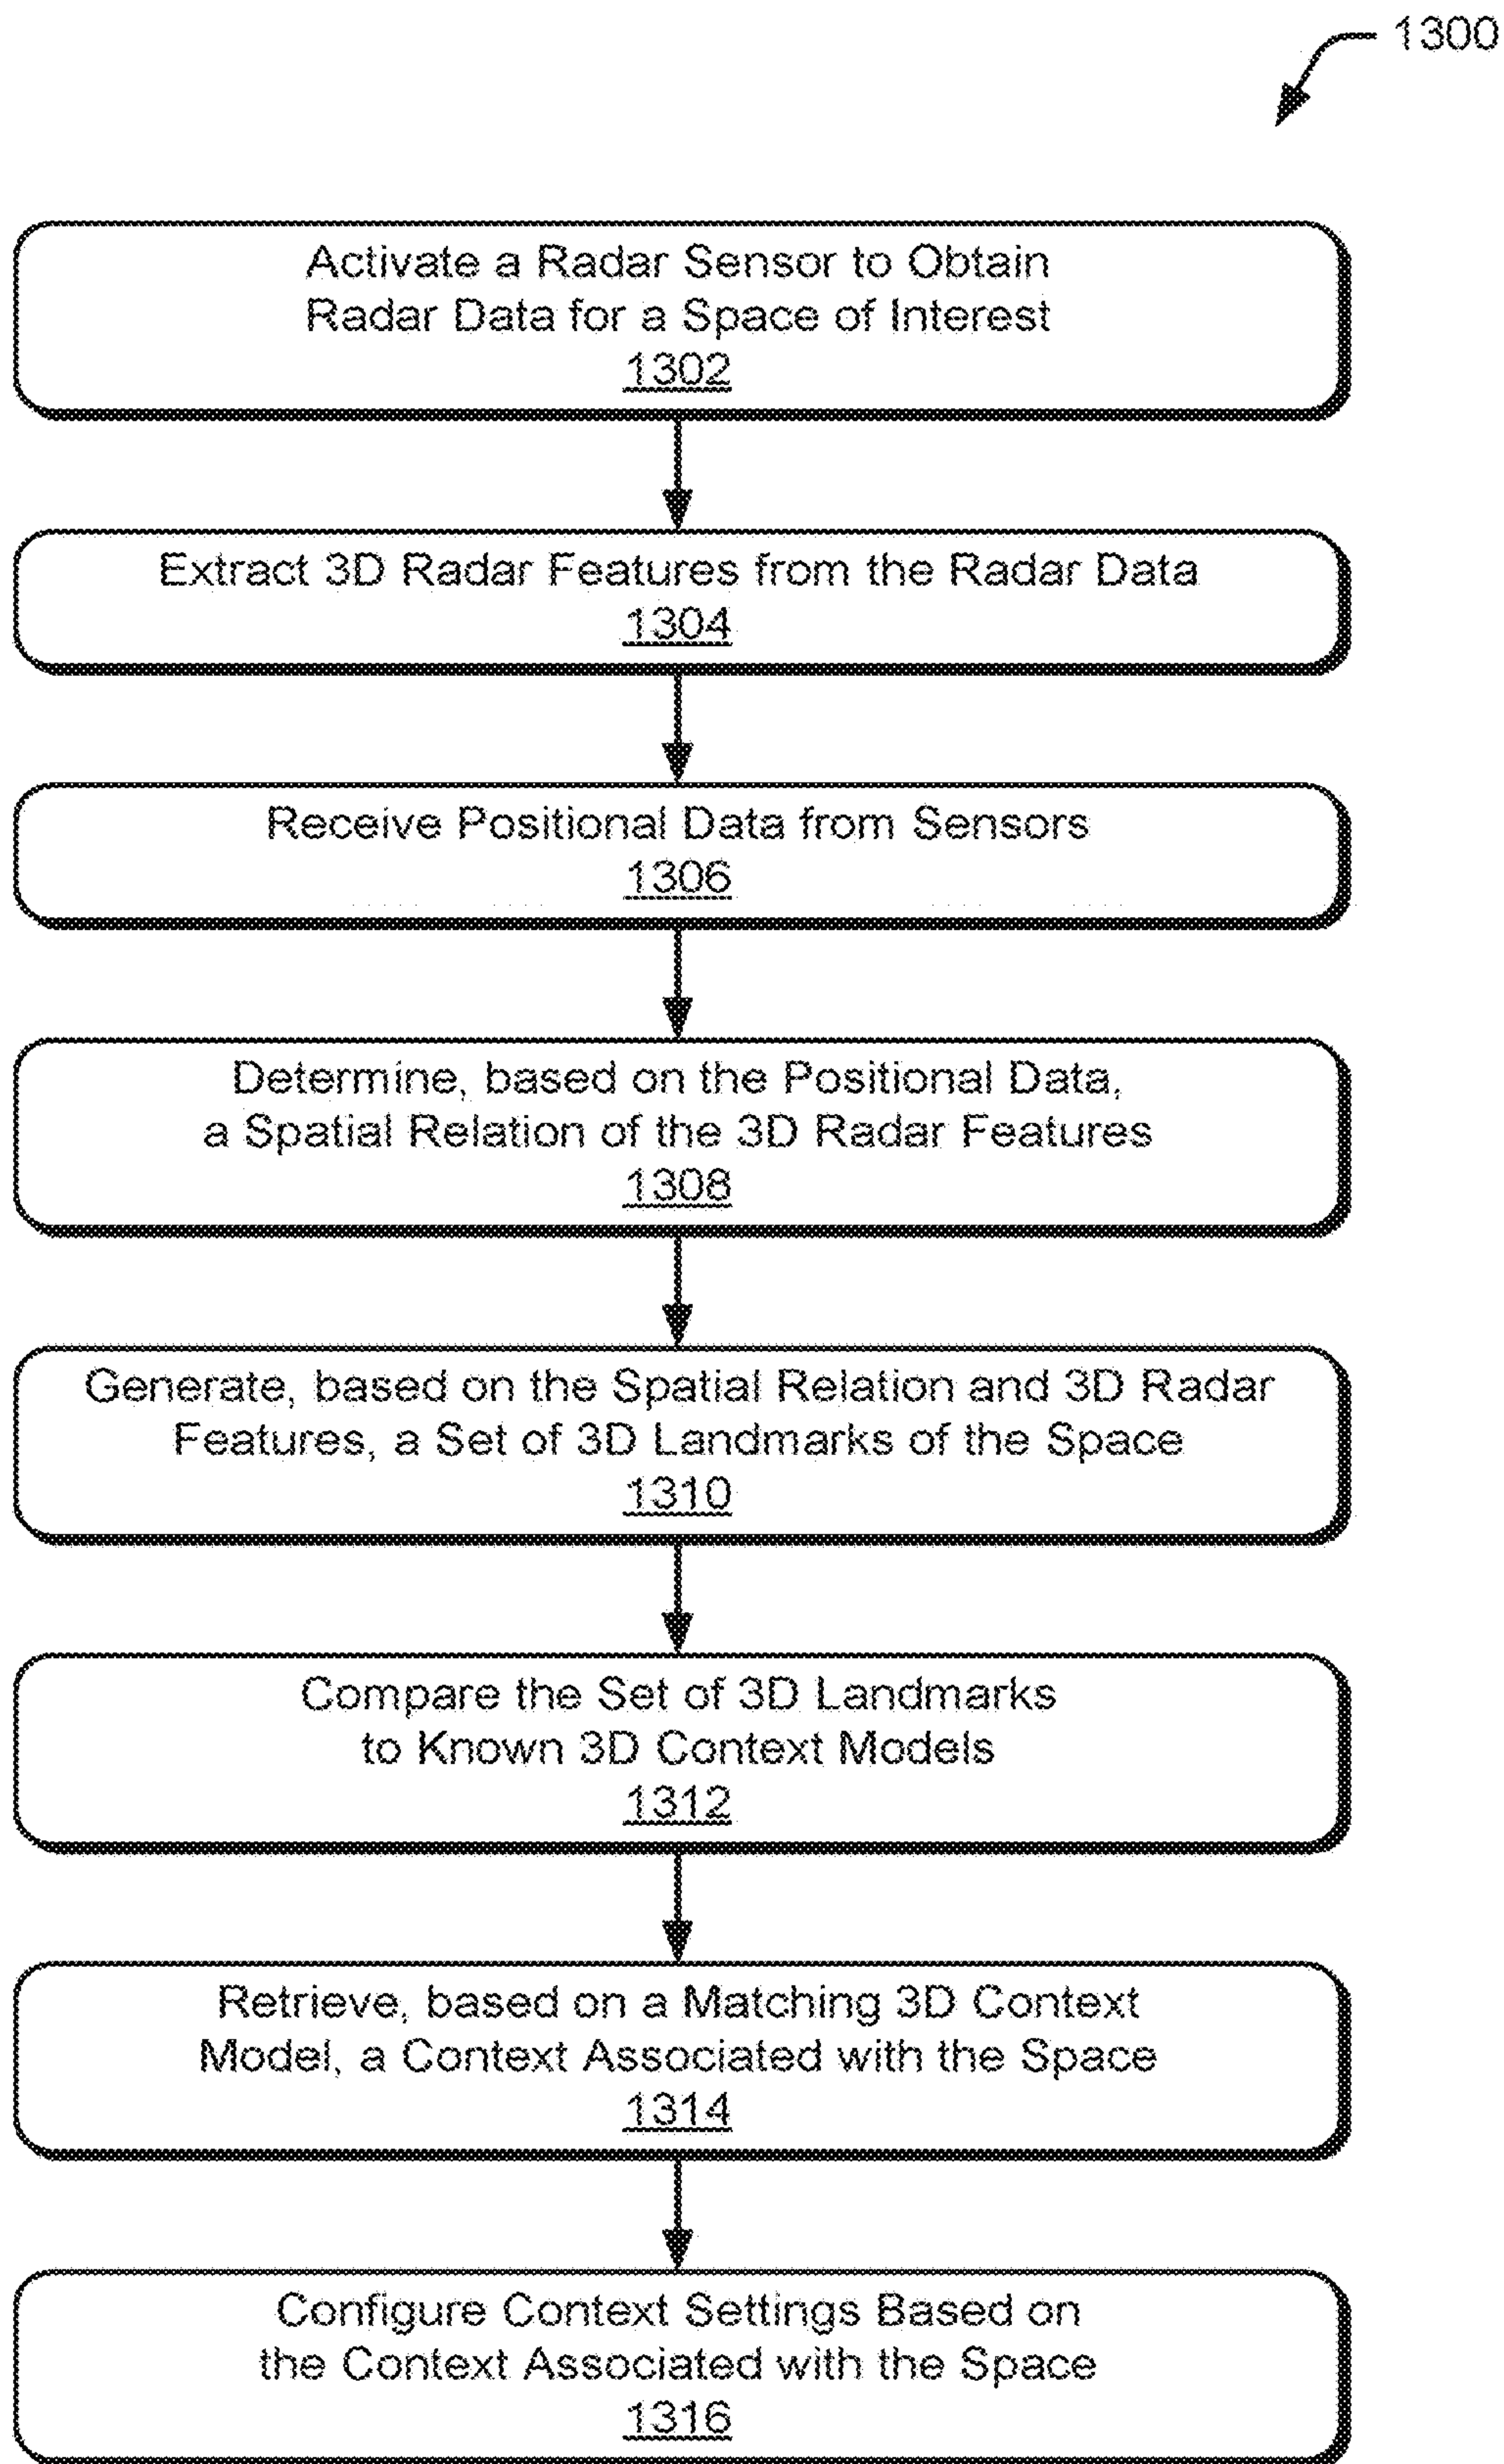 1300
Activate a Radar Sensor to Obtain
Radar Data for a Space of Interest
1302
Extract 3D Radar Features from the Radar Data
1304
Receive Positional Data from Sensors
1306
Determine, based on the Positional Data,
a Spatial Relation of the 3D Radar Features
1308
Generate, based on the Spatial Relation and 3D Radar
Features, a Set of 3D Landmarks of the Space
1310
Compare the Set of 3D Landmarks
to Known 3D Context Models
1312
Retrieve, based on a Matching 3D Context
Model, a Context Associated with the Space
1314
Configure Context Settings Based on
the Context Associated with the Space
1316